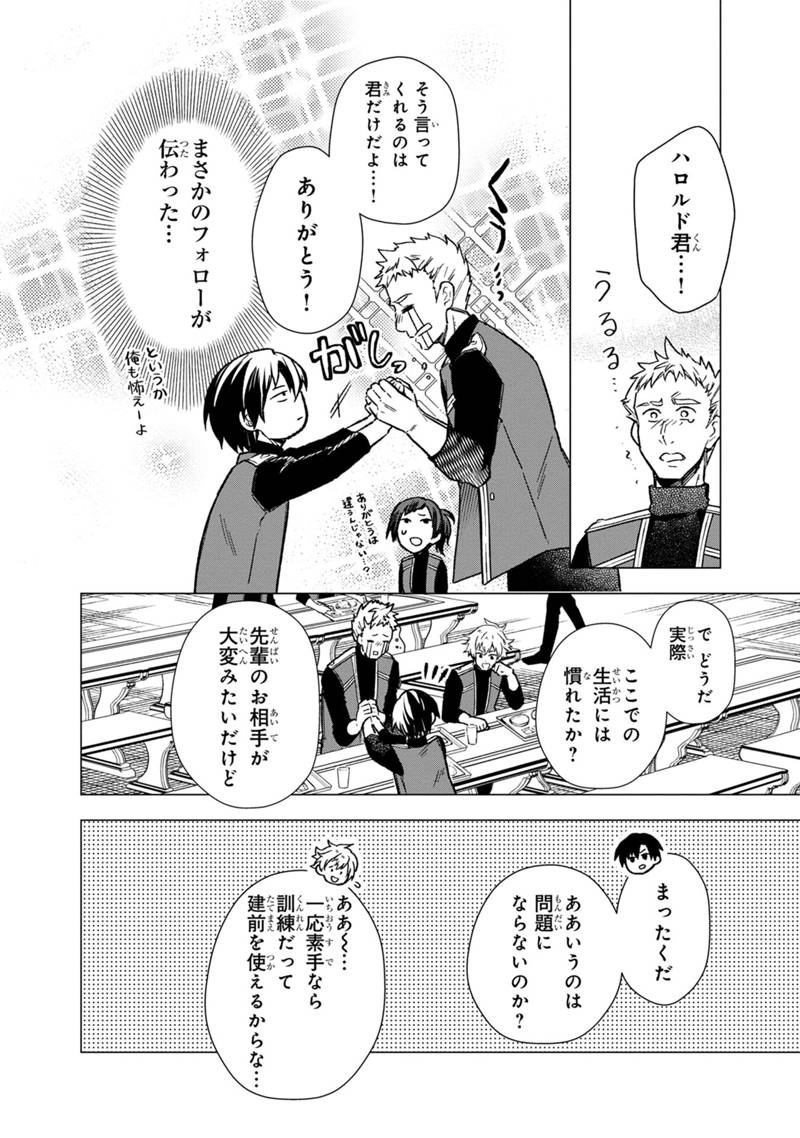 ハロルド君…！
うるる
そう言って
くれるのは
君だけだよ…！
ありがとう！
ガシッ
まさかのフォローが
伝わった…
というか
俺も怖えーよ
ありがとうは
違うんじゃない…？
で どうだ
実際
ここでの
生活には
慣れたか？
先輩のお相手が
大変みたいだけど
まったくだ
ああいうのは
問題に
ならないのか？
ああ〜…
一応素手なら
訓練だって
建前を使えるからな…